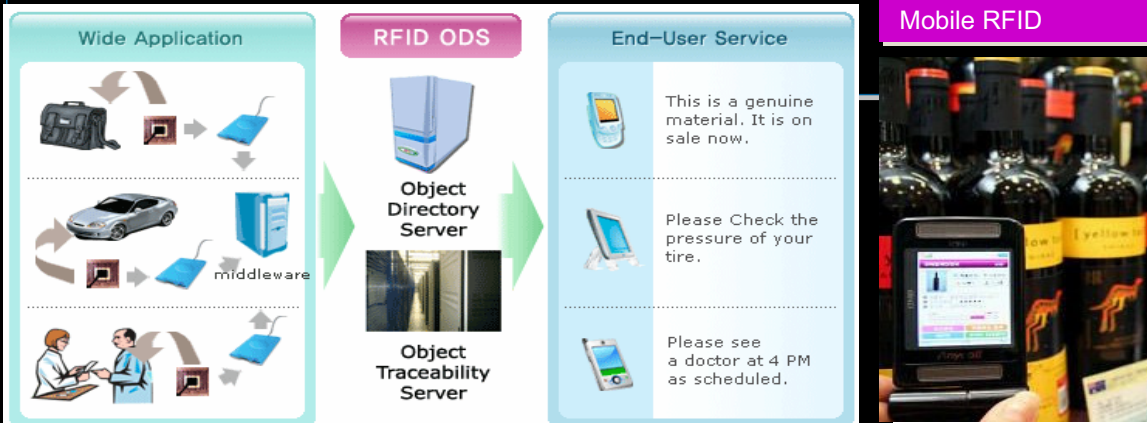 Wide Application
middleware
RFID ODS
Object
Directory
Server
Object
Traceability
Server
End-User Service
This is a genuine
material. It is on
sale now.
Please Check the
pressure of your
tire.
Please see
a doctor at 4 PM
as scheduled.
Mobile RFID
[yellow